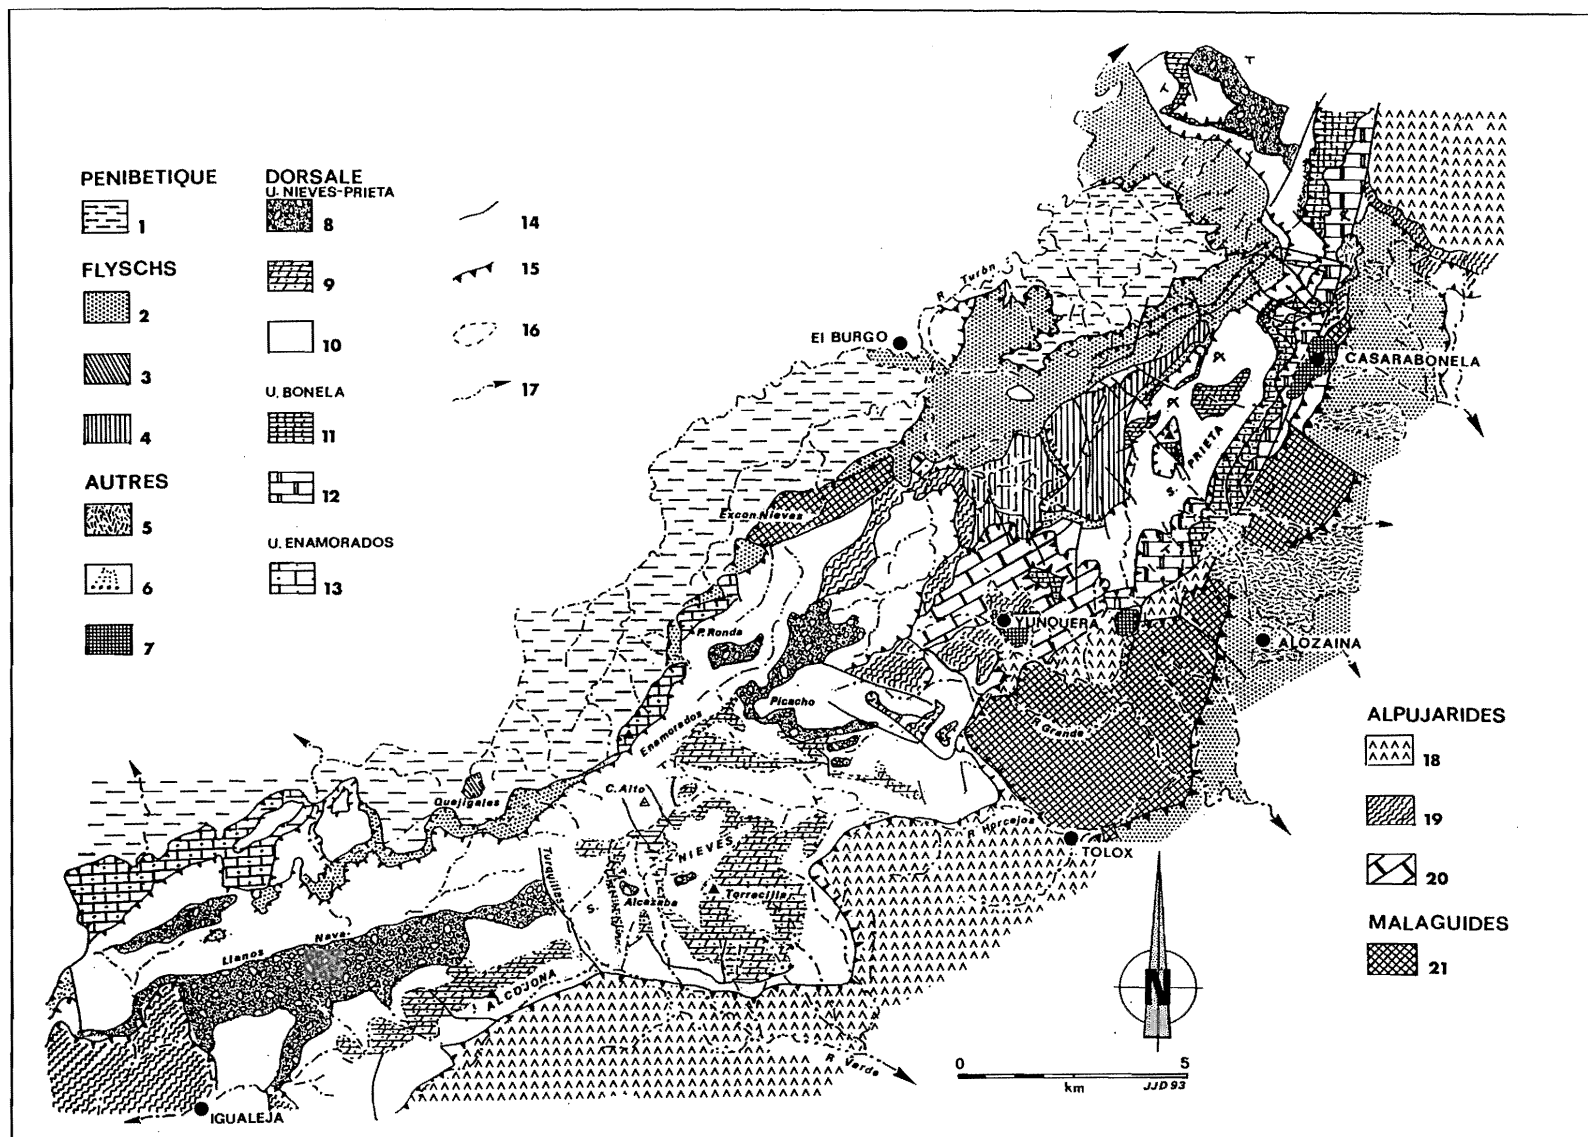 PENIBETIQUE
1
FLYSCHS
2
3
4
AUTRES
5
6
7
DORSALE
U. NIEVES-PRIETA
8
9
10
U. BONELA
11
12
U. ENAMORADOS
13
14
15
16
17
ALPUJARIDES
18
19
20
MALAGUIDES
21
R. Turón
El BURGO
CASARABONELA
S. PRIETA
Excon. Nieves
YUNQUERA
ALOZAINA
P. Ronda
Picacho
R. Grande
Enamorados
Quejigales
C. Alto
R. Horcejos
TOLOX
S. NIEVES
Turquillas
Alcazaba
Torrecilla
Llanos Nava
ALCOJONA
R. Verde
IGUALEJA
N
0 5
km
JJD 93